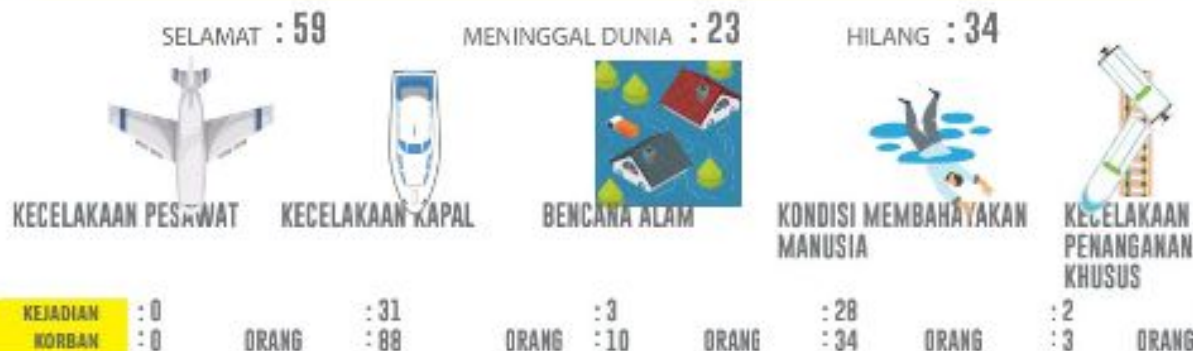 SELAMAT : 59 MENINGGAL DUNIA : 23 HILANG : 34
KECELAKAAN PESAWAT KECELAKAAN KAPAL BENCANA ALAM KONDISI MEMBAHAYAKAN MANUSIA KECELAKAAN PENANGANAN KHUSUS
KEJADIAN : 0 : 31 : 3 : 28 : 2
KORBAN : 0 ORANG : 88 ORANG : 10 ORANG : 34 ORANG : 3 ORANG